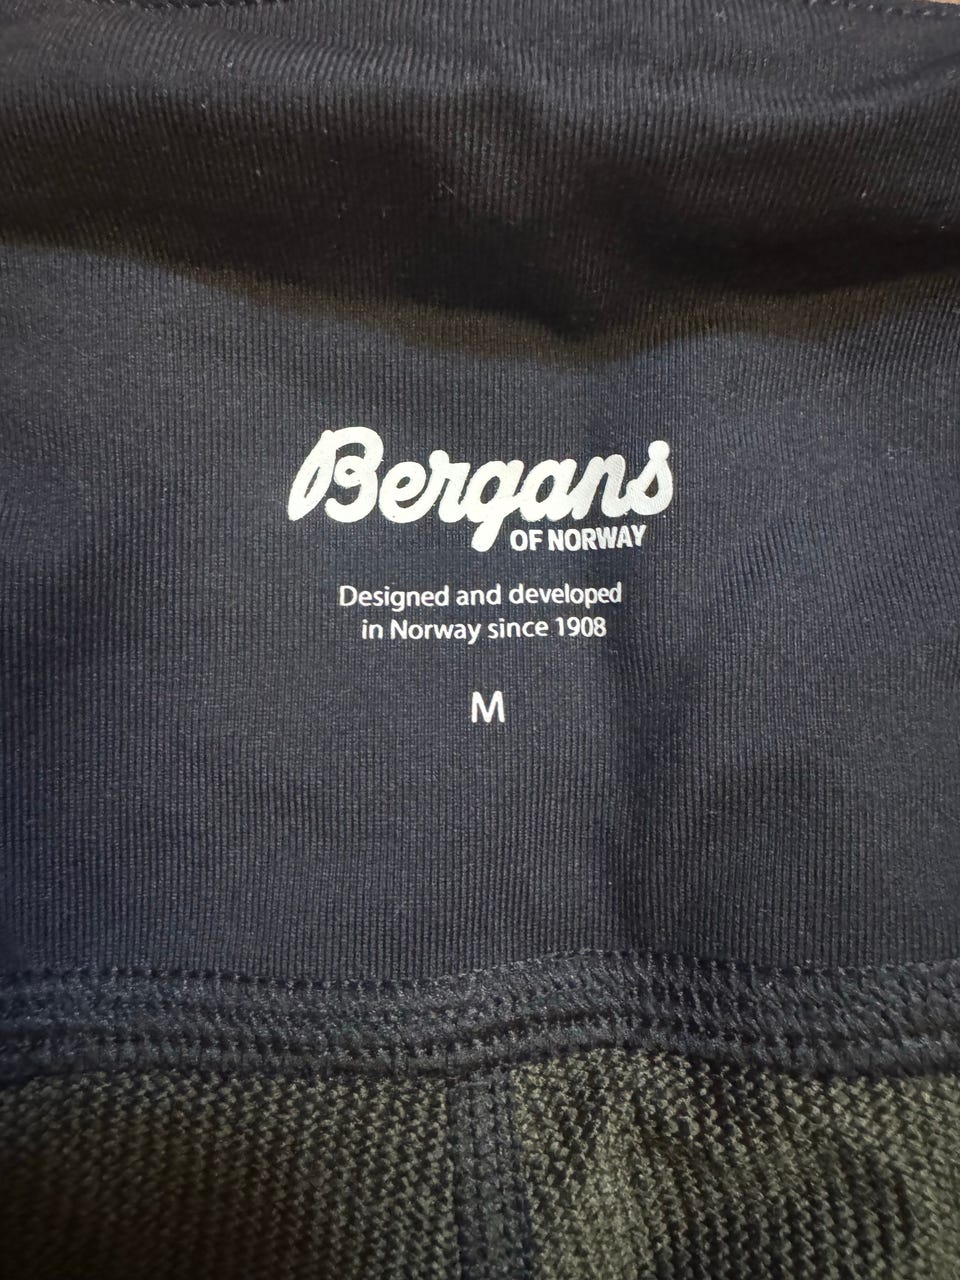 Bergans
OF NORWAY
Designed and developed
in Norway since 1908
M